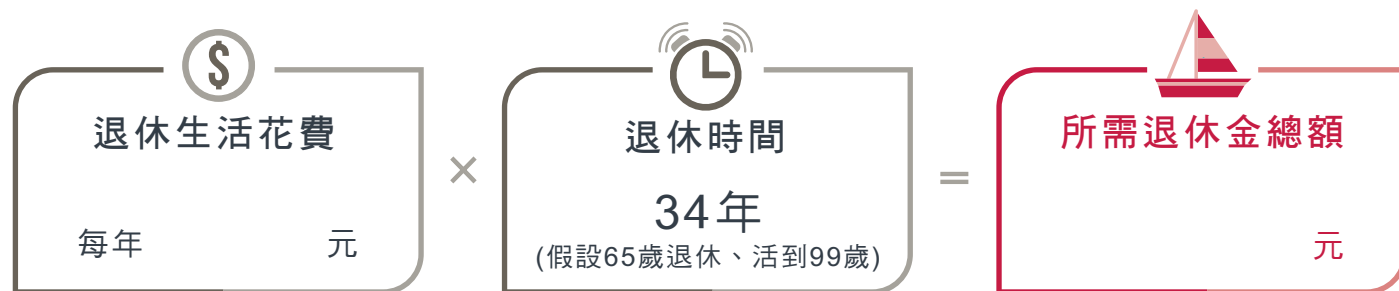 $
退休生活花費
每年 元
×
退休時間
34年
(假設65歲退休、活到99歲)
=
所需退休金總額
元